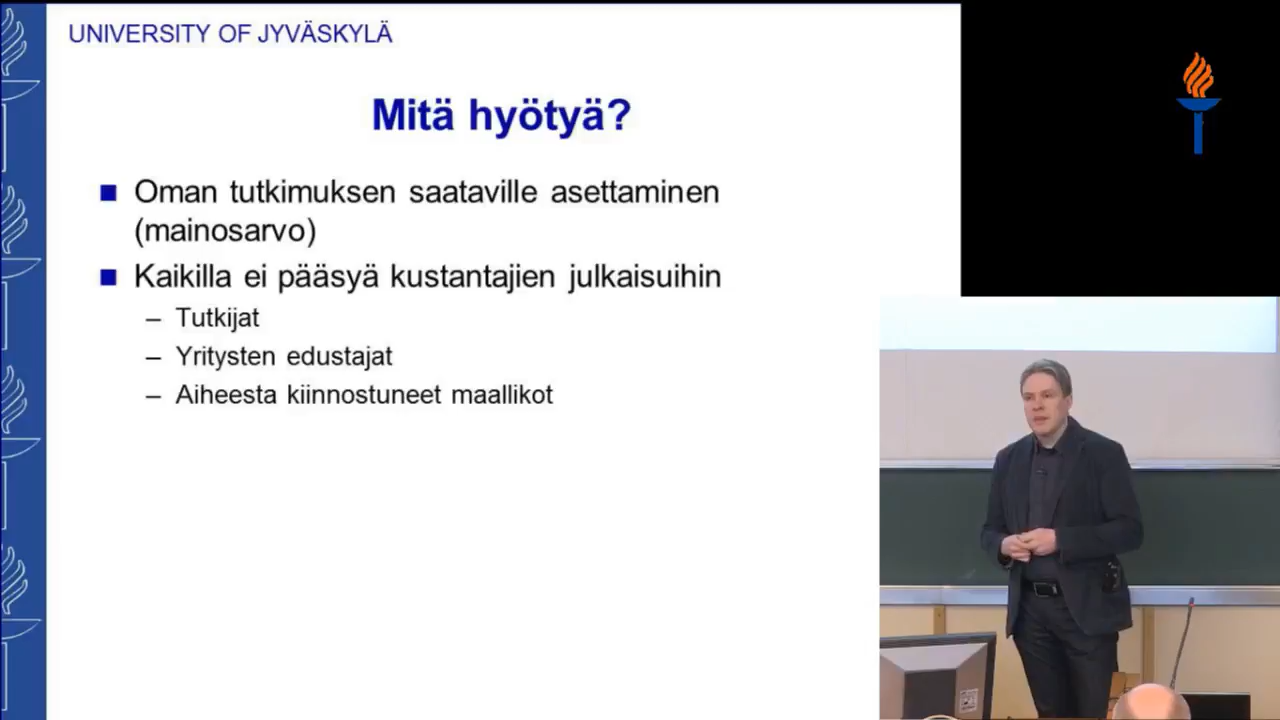 UNIVERSITY OF JYVÄSKYLÄ
Mitä hyötyä?
Oman tutkimuksen saataville asettaminen
(mainosarvo)
Kaikilla ei pääsyä kustantajien julkaisuihin
– Tutkijat
– Yritysten edustajat
– Aiheesta kiinnostuneet maallikot